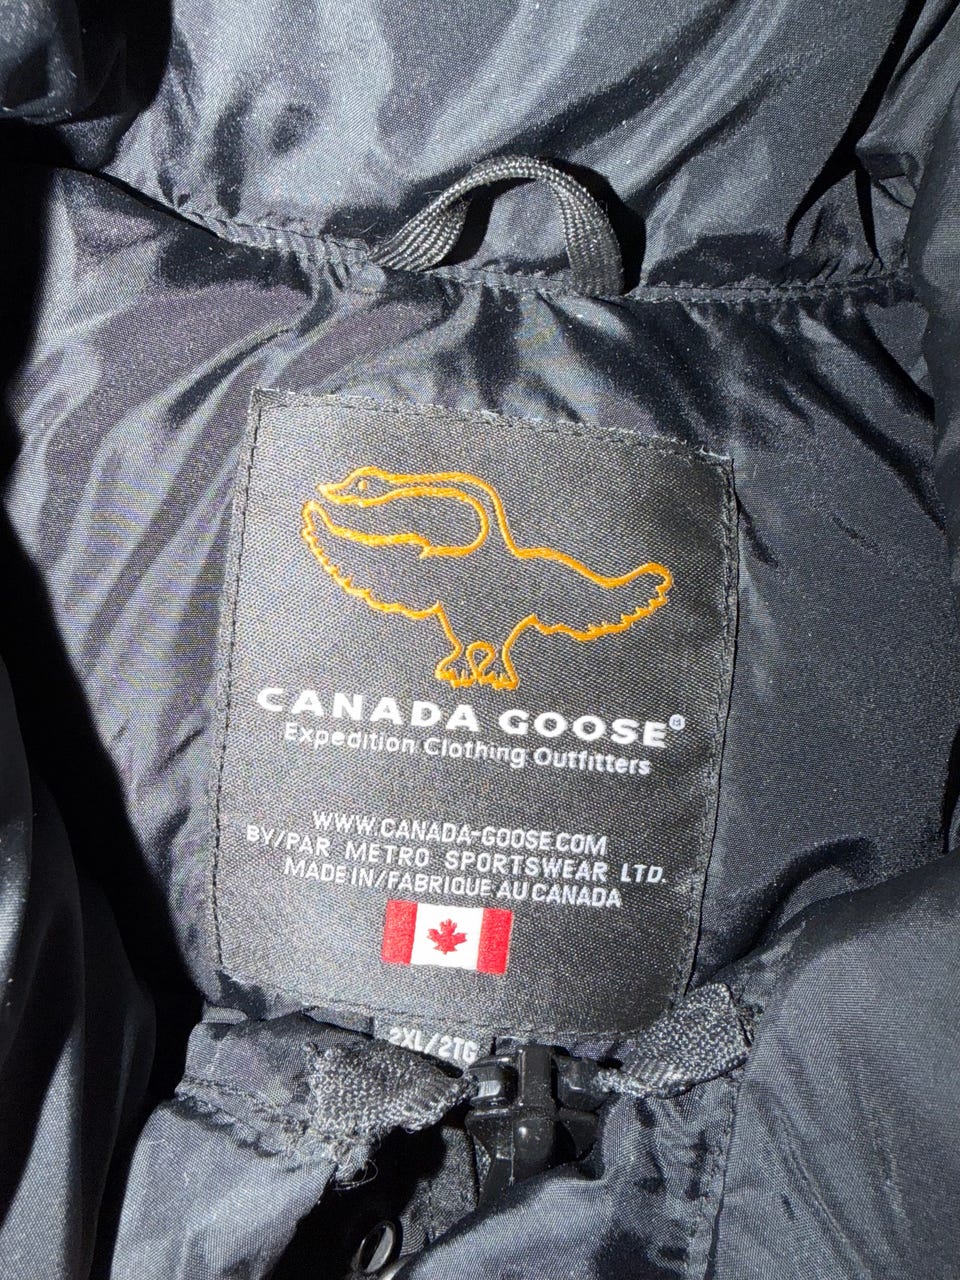 CANADA GOOSE®
Expedition Clothing Outfitters
WWW.CANADA-GOOSE.COM
BY/PAR METRO SPORTSWEAR LTD.
MADE IN/FABRIQUE AU CANADA
2XL/2TG